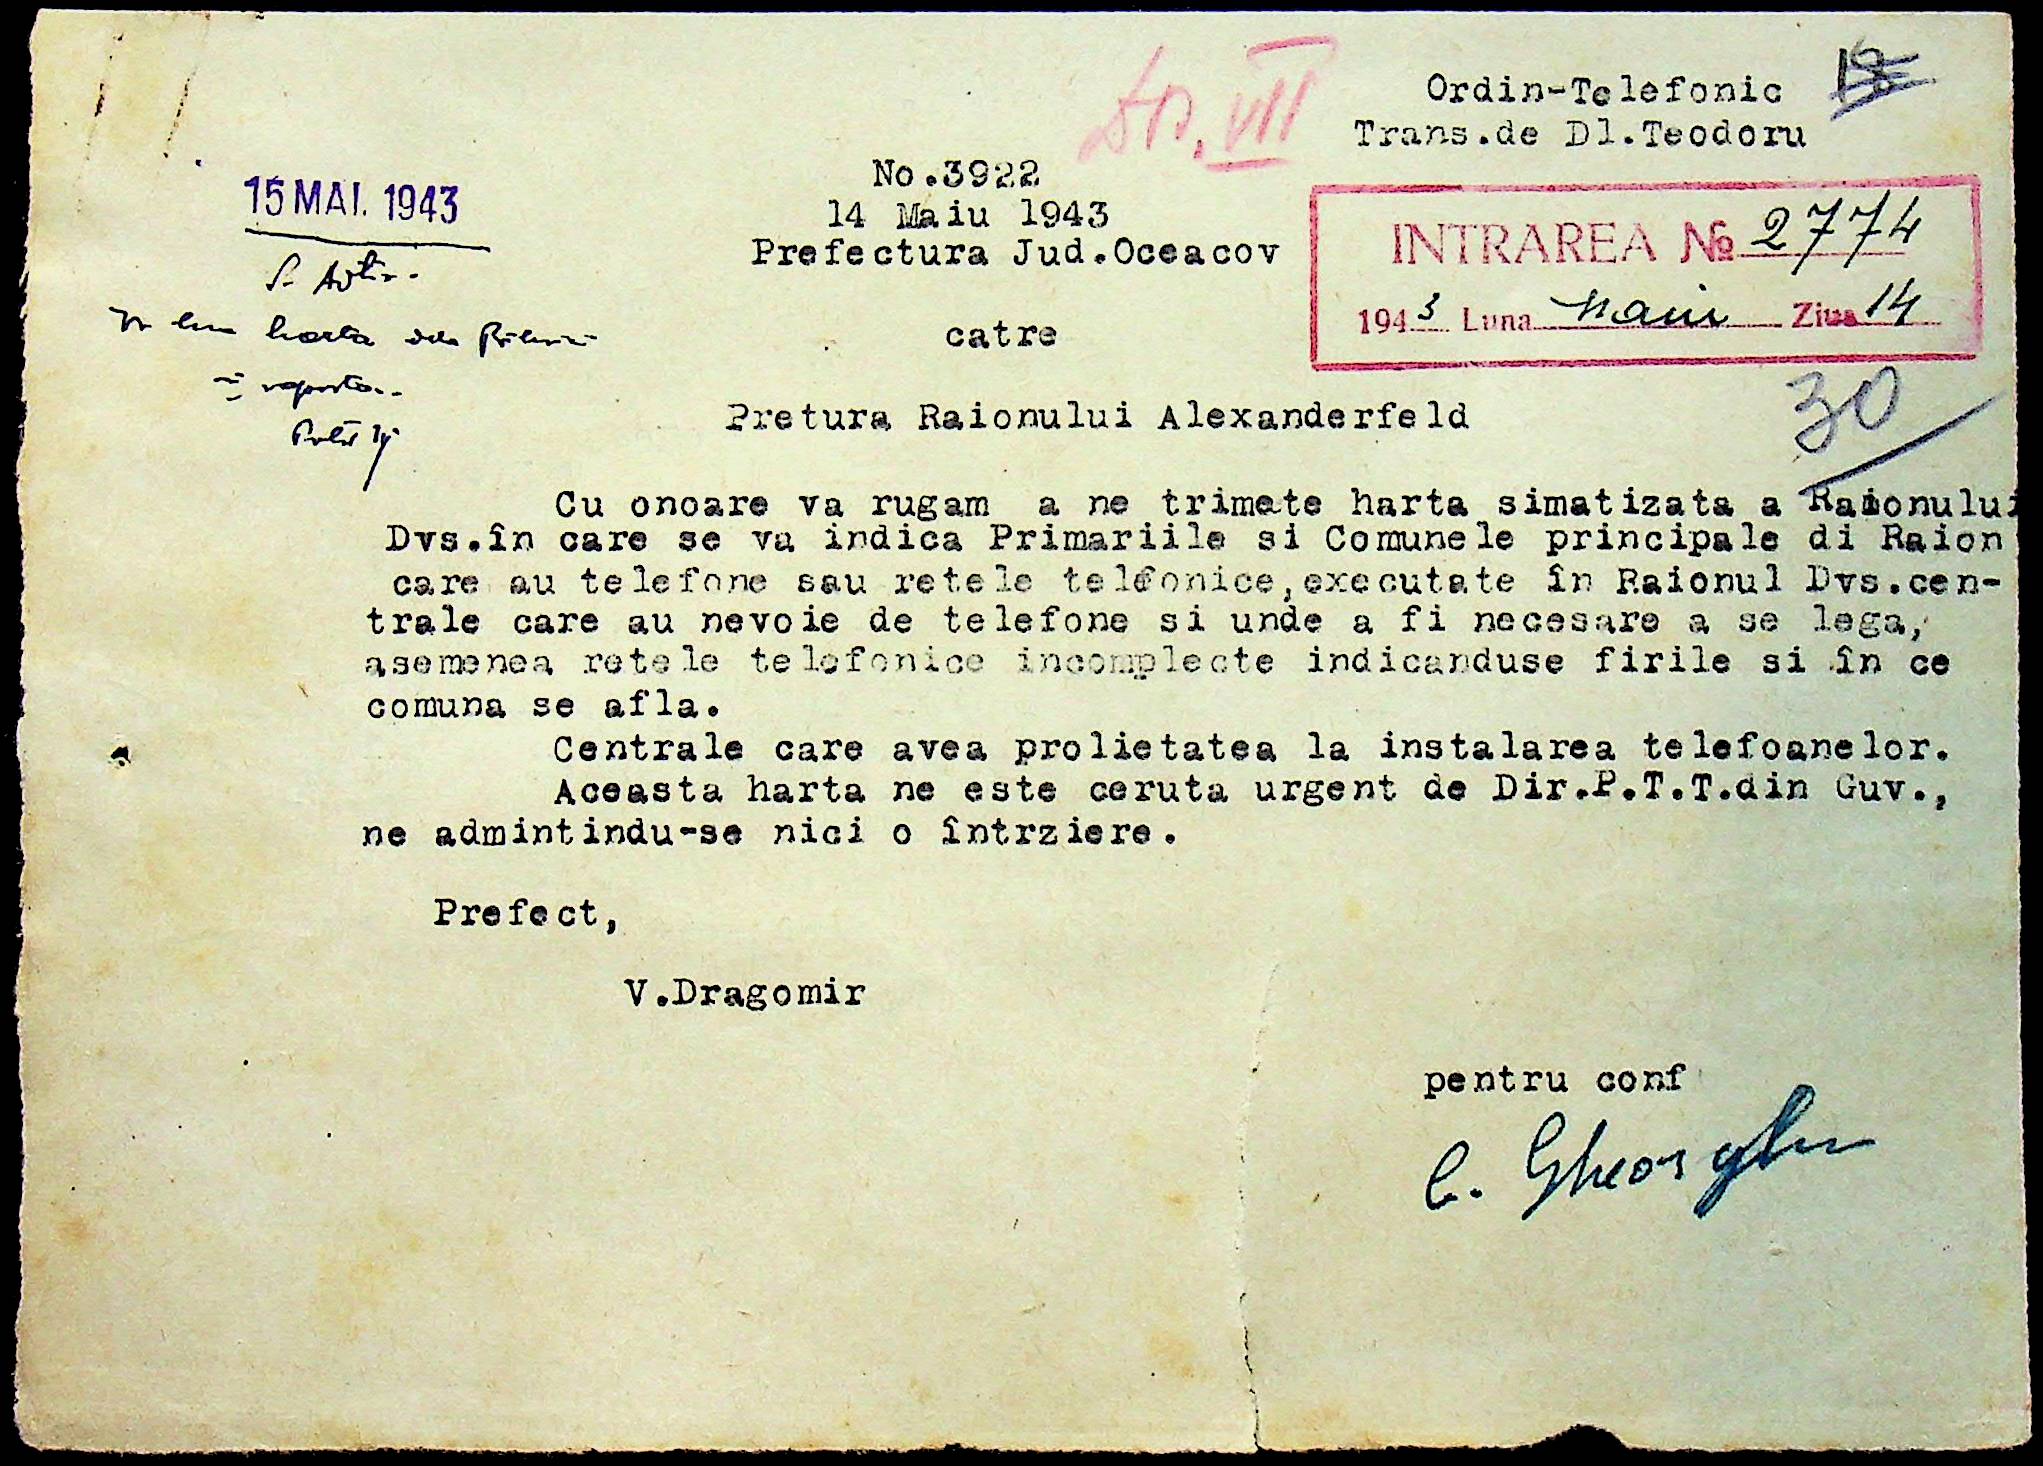 Ordin-Telefonic
Trans.de Dl.Teodoru
VII
No.3922
15 MAI. 1943
14 Maiu 1943
Prefectura Jud.Oceacov
INTRAREA № 2774
1943 Luna Maiu Ziua 14
harta
catre
30
Pretura Raionului Alexanderfeld
Cu onoare va rugam a ne trimete harta simatizata a Raionului
Dvs.în care se va indica Primariile si Comunele principale di Raion
care au telefone sau retele telefonice,executate în Raionul Dvs.cen-
trale care au nevoie de telefone si unde a fi necesare a se lega,
asemenea retele telefonice incomplecte indicanduse firile si în ce
comuna se afla.
Centrale care avea prolietatea la instalarea telefoanelor.
Aceasta harta ne este ceruta urgent de Dir.P.T.T.din Guv.,
ne admintindu-se nici o întrziere.
Prefect,
V.Dragomir
pentru conf
C. Gheorghiu